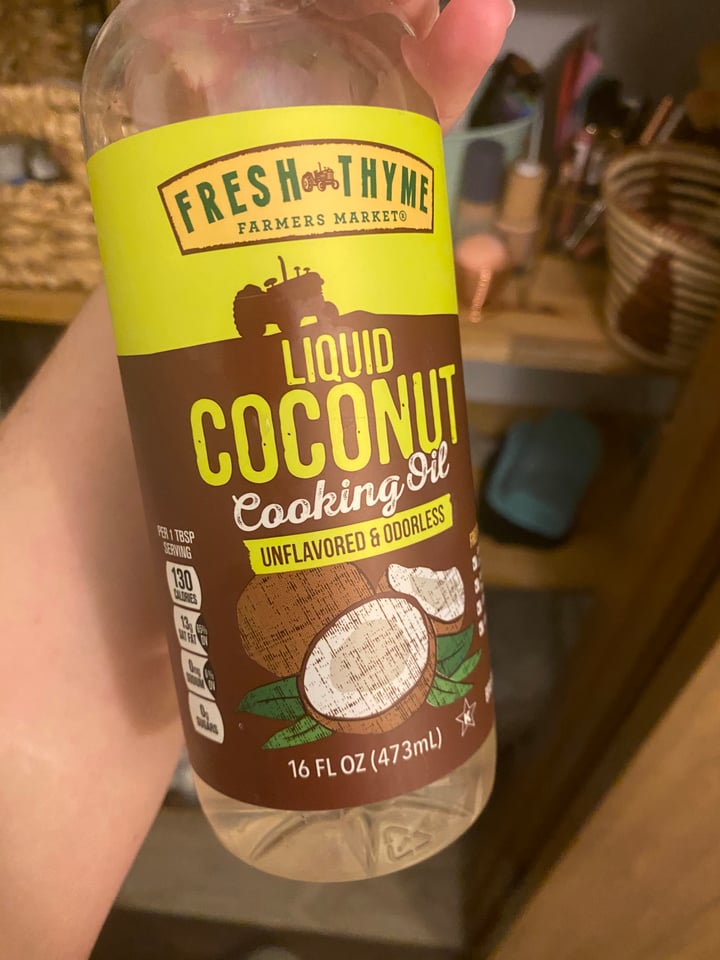 FRESH THYME
FARMERS MARKET®
LIQUID
COCONUT
Cooking Oil
UNFLAVORED & ODORLESS
PER 1 TBSP
SERVING
130
CALORIES
13g
SAT FAT
0mg
SODIUM
0g
SUGARS
K
16 FL OZ (473mL)